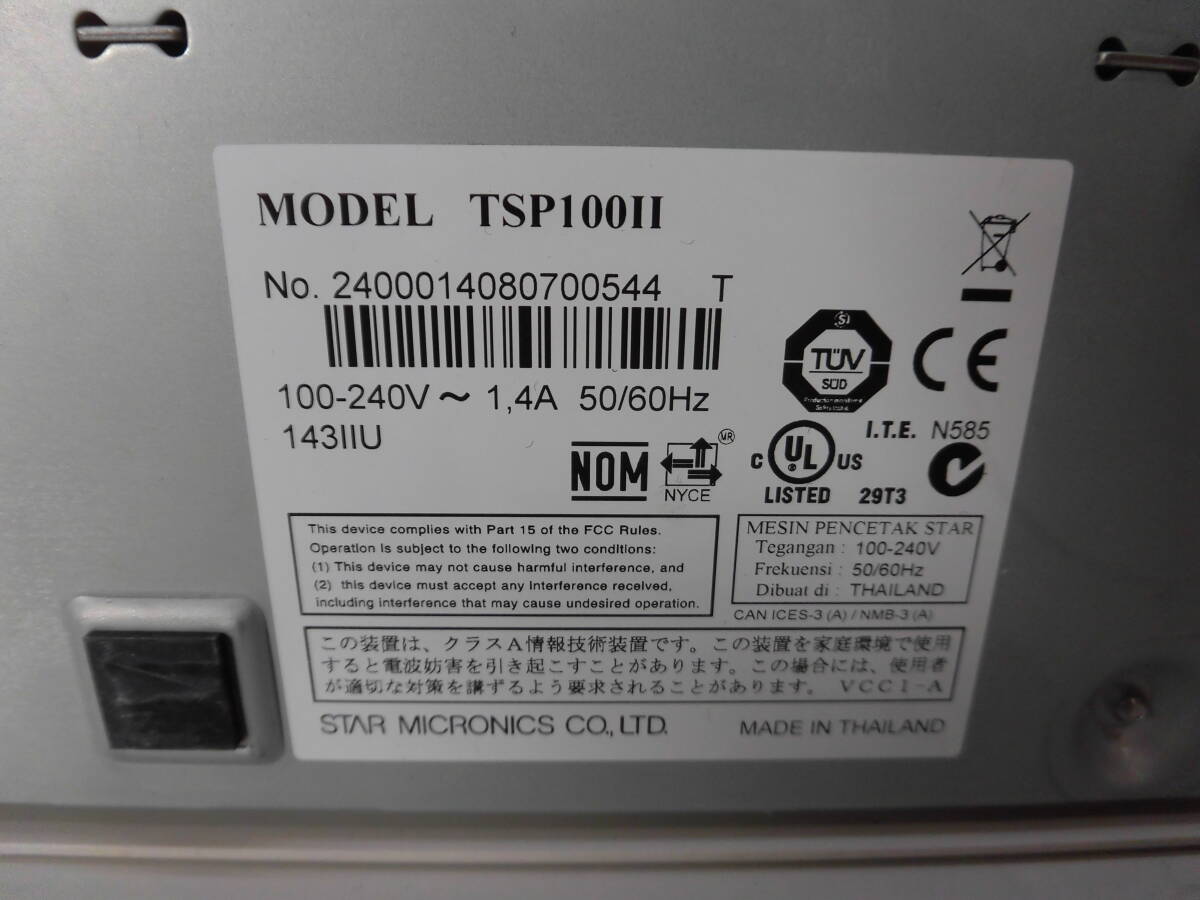 MODEL TSP100II
No. 2400014080700544 T
100-240V ~ 1,4A 50/60Hz
143IIU
NOM
NYCE
MR
S
TÜV
SÜD
CE
I.T.E. N585
C UL US
LISTED 29T3
This device complies with Part 15 of the FCC Rules.
Operation is subject to the following two conditions:
(1) This device may not cause harmful interference, and
(2) this device must accept any interference received,
including interference that may cause undesired operation.
MESIN PENCETAK STAR
Tegangan : 100-240V
Frekuensi : 50/60Hz
Dibuat di : THAILAND
CAN ICES-3 (A) / NMB-3 (A)
この装置は、クラスA情報技術装置です。この装置を家庭環境で使用
すると電波妨害を引き起こすことがあります。この場合には、使用者
が適切な対策を講ずるよう要求されることがあります。 VCCI-A
STAR MICRONICS CO., LTD.
MADE IN THAILAND